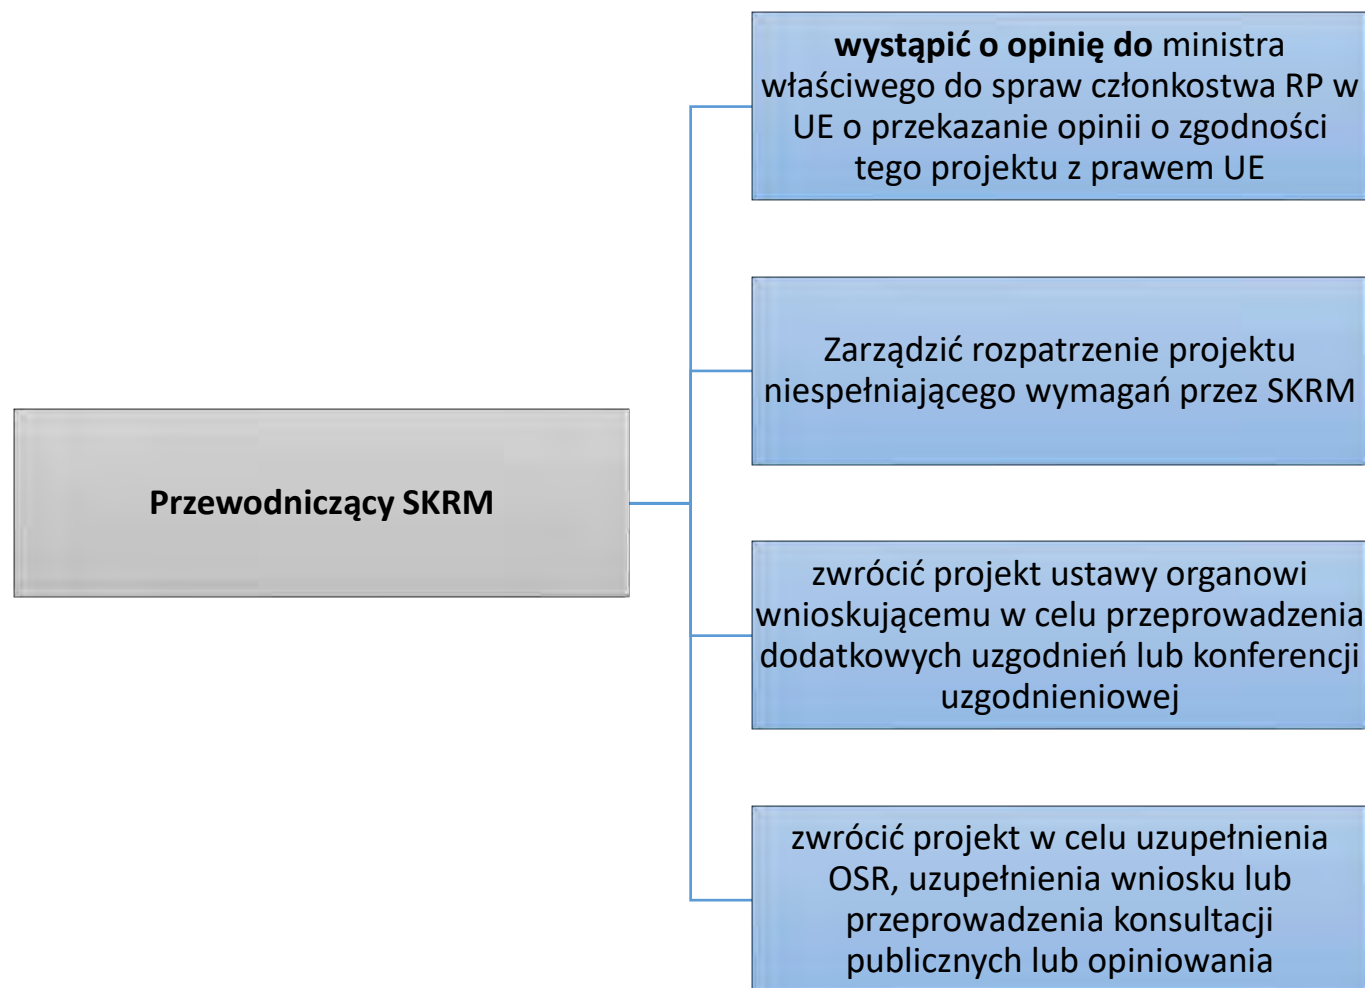 wystąpić o opinię do ministra
właściwego do spraw członkostwa RP w
UE o przekazanie opinii o zgodności
tego projektu z prawem UE
Zarządzić rozpatrzenie projektu
niespełniającego wymagań przez SKRM
Przewodniczący SKRM
zwrócić projekt ustawy organowi
wnioskującemu w celu przeprowadzenia
dodatkowych uzgodnień lub konferencji
uzgodnieniowej
zwrócić projekt w celu uzupełnienia
OSR, uzupełnienia wniosku lub
przeprowadzenia konsultacji
publicznych lub opiniowania